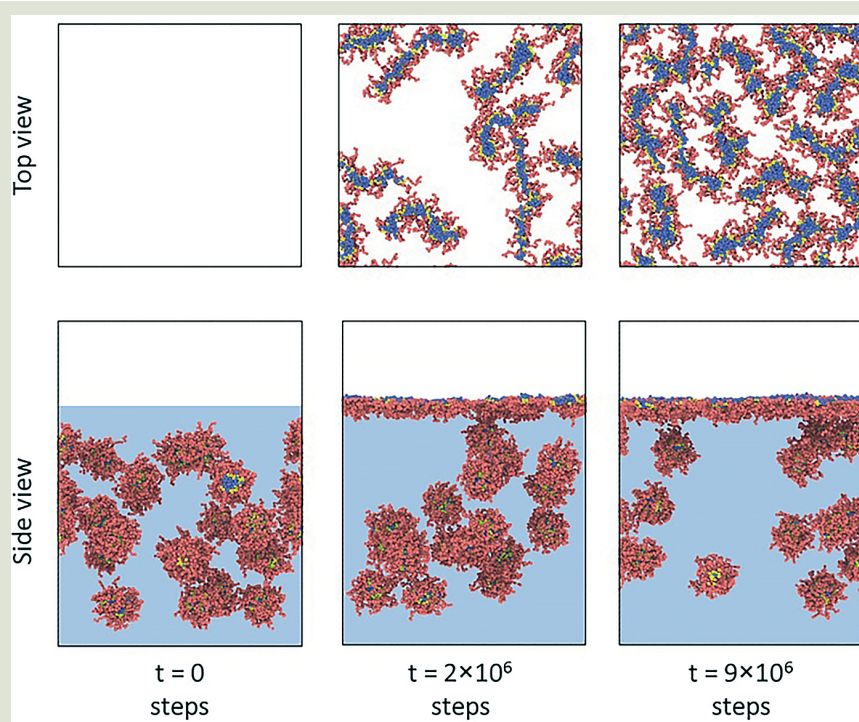 Top view
Side view
t = 0
steps
t = 2×10⁶
steps
t = 9×10⁶
steps